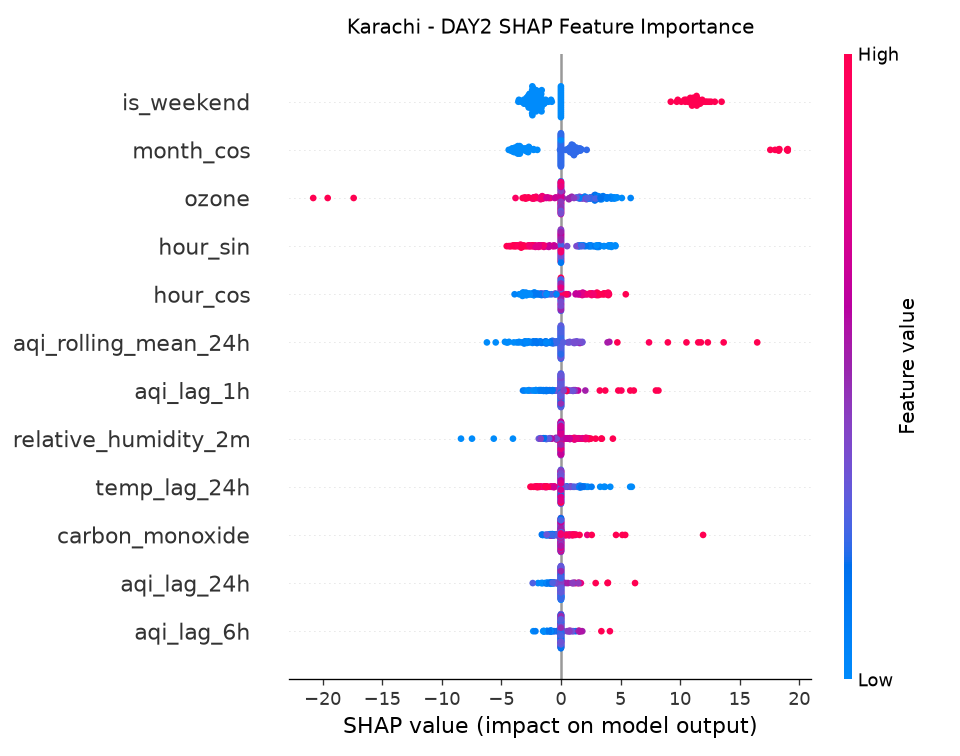 Karachi - DAY2 SHAP Feature Importance
High
is_weekend
month_cos
ozone
hour_sin
hour_cos
aqi_rolling_mean_24h
aqi_lag_1h
relative_humidity_2m
temp_lag_24h
carbon_monoxide
aqi_lag_24h
aqi_lag_6h
Feature value
Low
−20 −15 −10 −5 0 5 10 15 20
SHAP value (impact on model output)